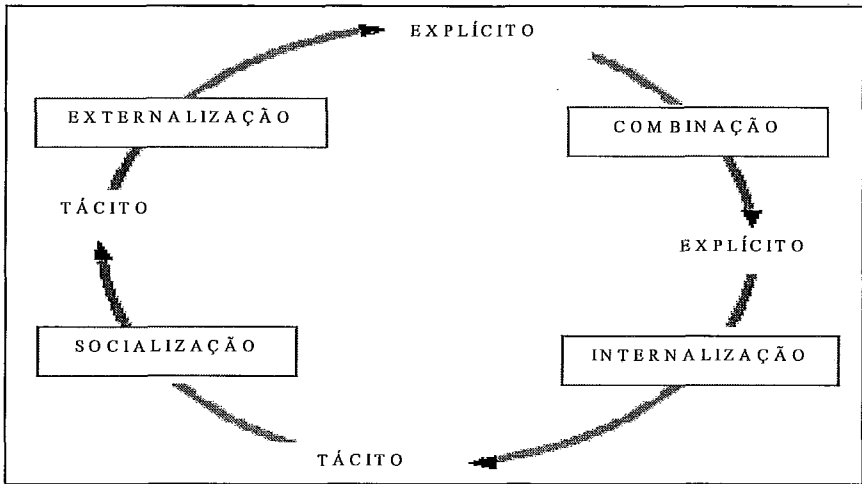 EXPLÍCITO
EXTERNALIZAÇÃO
COMBINAÇÃO
TÁCITO
EXPLÍCITO
SOCIALIZAÇÃO
INTERNALIZAÇÃO
TÁCITO